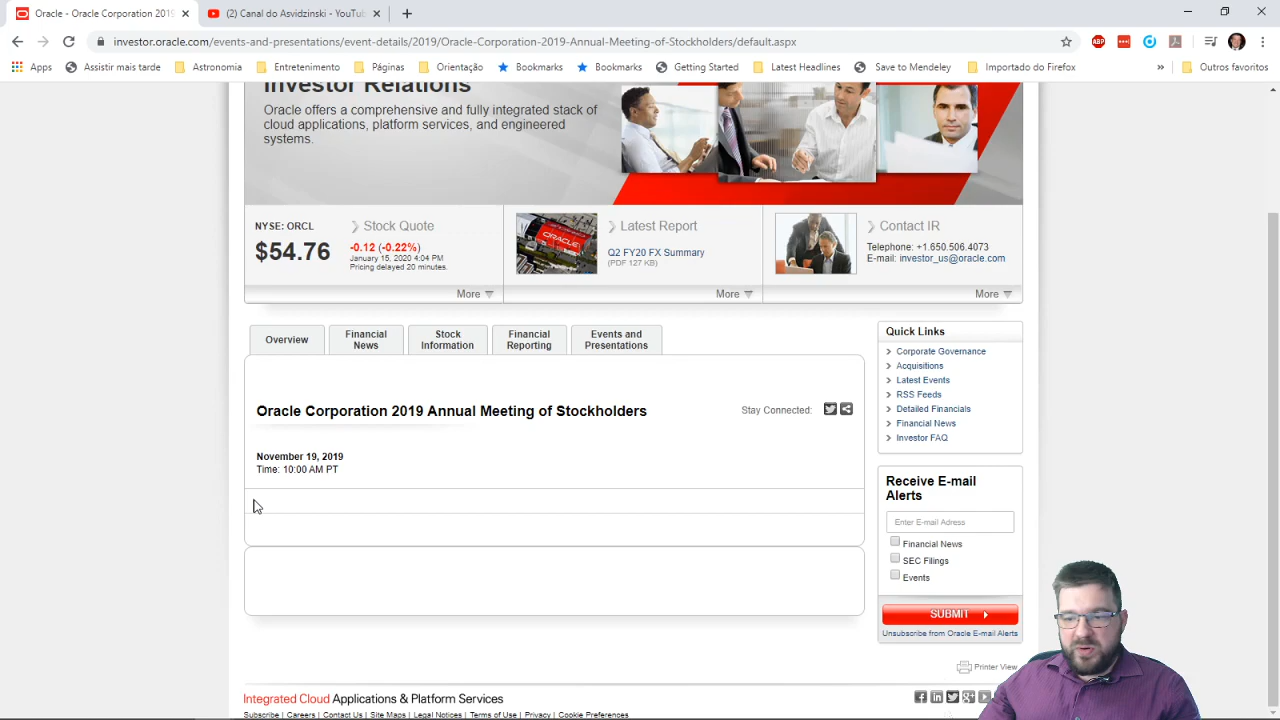 Oracle - Oracle Corporation 2019
(2) Canal do Asvidzinski - YouTub
investor.oracle.com/events-and-presentations/event-details/2019/Oracle-Corporation-2019-Annual-Meeting-of-Stockholders/default.aspx
ABP
Apps
Assistir mais tarde
Astronomia
Entretenimento
Páginas
Orientação
Bookmarks
Bookmarks
Getting Started
Latest Headlines
Save to Mendeley
Importado do Firefox
Outros favoritos
Investor Relations
Oracle offers a comprehensive and fully integrated stack of
cloud applications, platform services, and engineered
systems.
NYSE: ORCL
Stock Quote
$54.76
-0.12 (-0.22%)
January 15, 2020 4:04 PM
Pricing delayed 20 minutes.
More
ORACLE
Latest Report
Q2 FY20 FX Summary
(PDF 127 KB)
More
Contact IR
Telephone: +1.650.506.4073
E-mail: investor_us@oracle.com
More
Overview
Financial
News
Stock
Information
Financial
Reporting
Events and
Presentations
Oracle Corporation 2019 Annual Meeting of Stockholders
Stay Connected:
November 19, 2019
Time: 10:00 AM PT
Quick Links
Corporate Governance
Acquisitions
Latest Events
RSS Feeds
Detailed Financials
Financial News
Investor FAQ
Receive E-mail
Alerts
Enter E-mail Adress
Financial News
SEC Filings
Events
SUBMIT
Unsubscribe from Oracle E-mail Alerts
Printer View
Integrated Cloud Applications & Platform Services
Subscribe | Careers | Contact Us | Site Maps | Legal Notices | Terms of Use | Privacy | Cookie Preferences